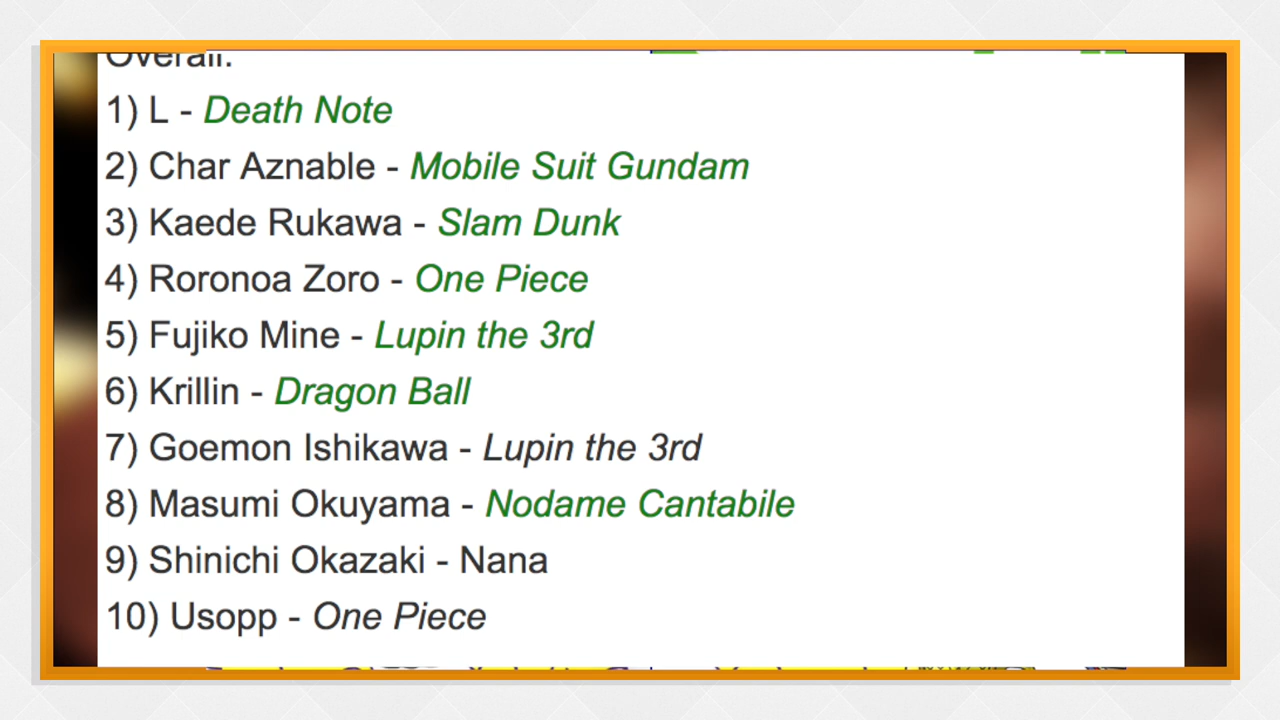 Overall:
1) L - Death Note
2) Char Aznable - Mobile Suit Gundam
3) Kaede Rukawa - Slam Dunk
4) Roronoa Zoro - One Piece
5) Fujiko Mine - Lupin the 3rd
6) Krillin - Dragon Ball
7) Goemon Ishikawa - Lupin the 3rd
8) Masumi Okuyama - Nodame Cantabile
9) Shinichi Okazaki - Nana
10) Usopp - One Piece